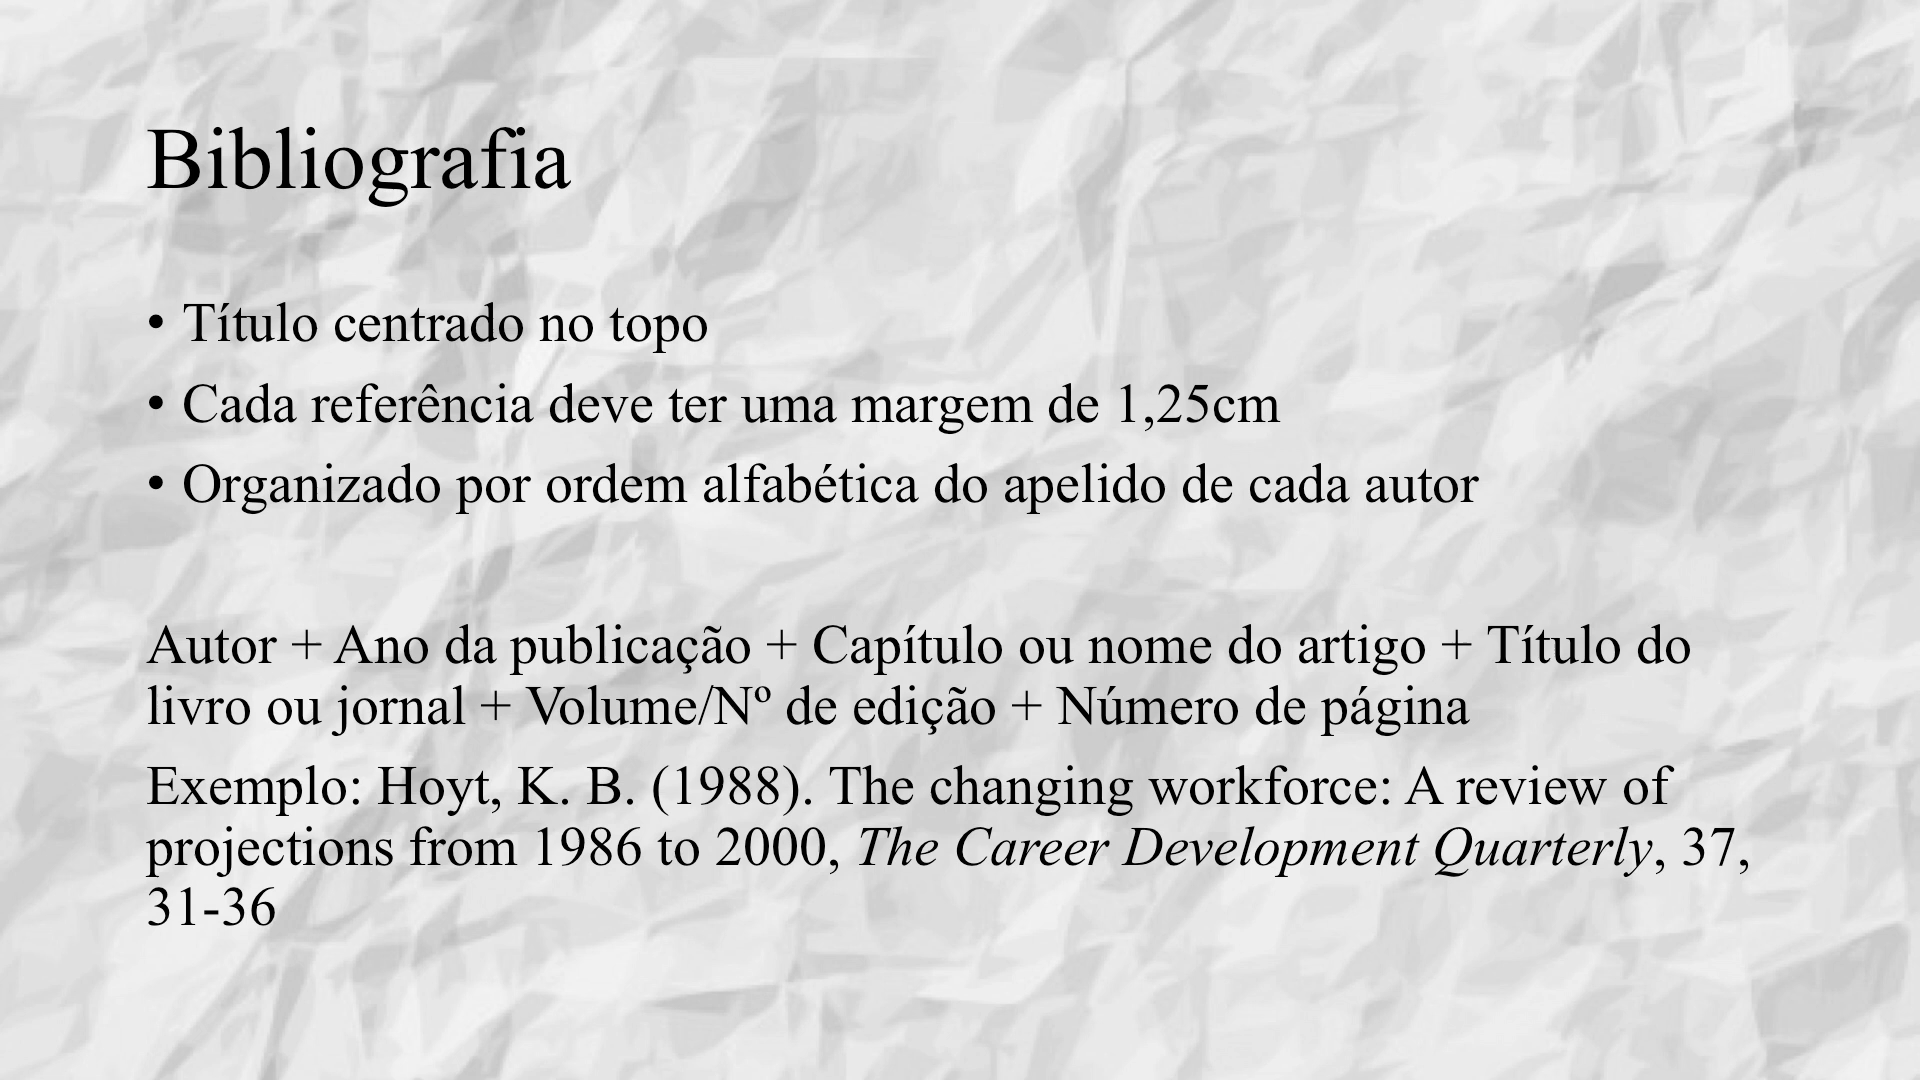 Bibliografia
• Título centrado no topo
• Cada referência deve ter uma margem de 1,25cm
• Organizado por ordem alfabética do apelido de cada autor
Autor + Ano da publicação + Capítulo ou nome do artigo + Título do
livro ou jornal + Volume/Nº de edição + Número de página
Exemplo: Hoyt, K. B. (1988). The changing workforce: A review of
projections from 1986 to 2000, The Career Development Quarterly, 37,
31-36